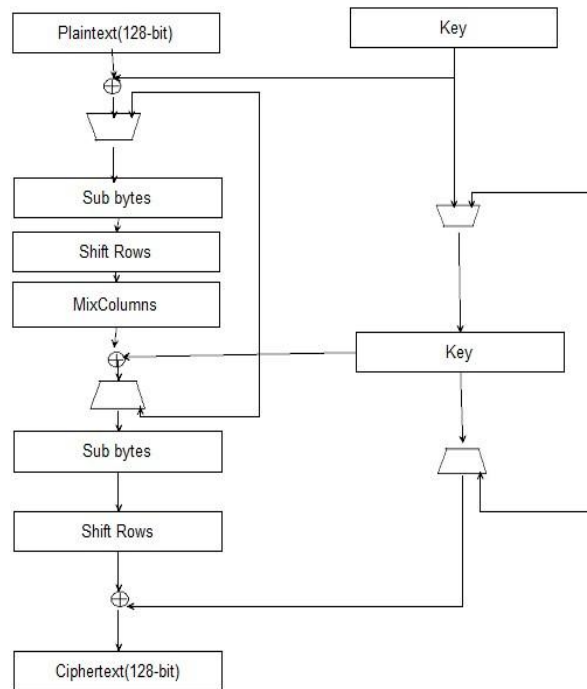 Plaintext(128-bit)
Key
Sub bytes
Shift Rows
MixColumns
Key
Sub bytes
Shift Rows
Ciphertext(128-bit)